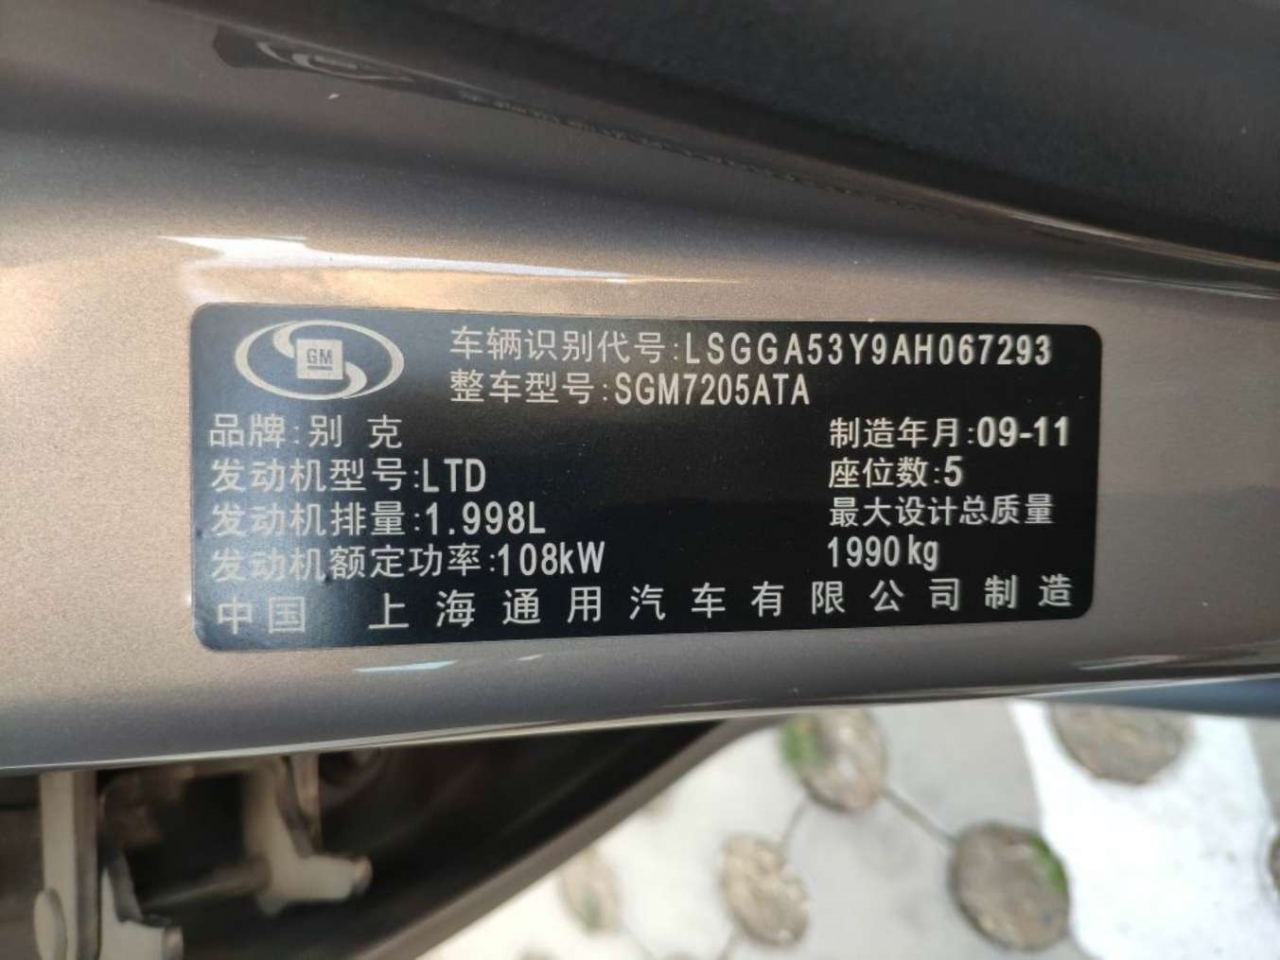 GM
车辆识别代号:LSGGA53Y9AH067293
整车型号:SGM7205ATA
品牌:别 克
制造年月:09-11
发动机型号:LTD
座位数:5
发动机排量:1.998L
最大设计总质量
发动机额定功率:108kW
1990kg
中国 上海通用汽车有限公司制造